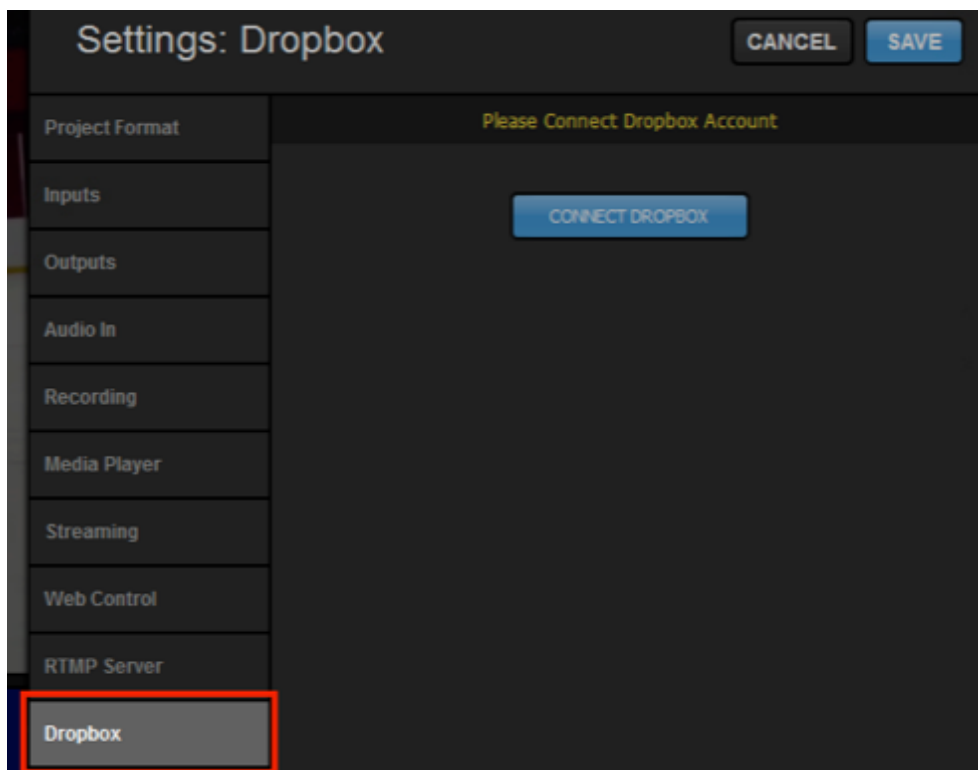 Settings: Dropbox
CANCEL
SAVE
Project Format
Please Connect Dropbox Account
Inputs
CONNECT DROPBOX
Outputs
Audio In
Recording
Media Player
Streaming
Web Control
RTMP Server
Dropbox